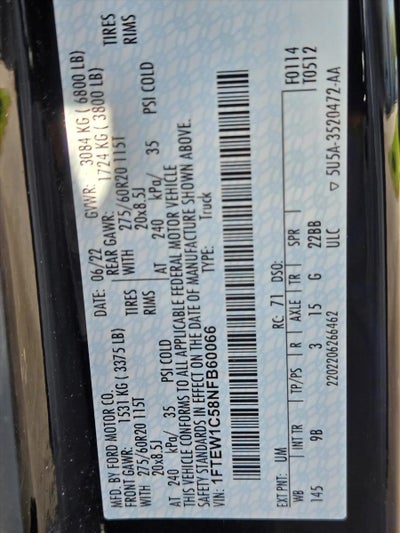 MFD. BY FORD MOTOR CO.
DATE: 06/22 GVWR: 3084 KG ( 6800 LB)
FRONT GAWR: 1531 KG ( 3375 LB) REAR GAWR: 1724 KG ( 3800 LB)
WITH TIRES WITH TIRES
275/60R20 115T RIMS 275/60R20 115T RIMS
20x8.5J 20x8.5J
AT 240 kPa/ 35 PSI COLD AT 240 kPa/ 35 PSI COLD
THIS VEHICLE CONFORMS TO ALL APPLICABLE FEDERAL MOTOR VEHICLE
SAFETY STANDARDS IN EFFECT ON THE DATE OF MANUFACTURE SHOWN ABOVE.
VIN: 1FTEW1C58NFB60066 TYPE: Truck
F0114
T0512
EXT PNT: UM RC: 71 DSO:
WB INT TR TP/PS R AXLE TR SPR
145 9B 3 15 G 22BB
2202206266462 ULC ▽ 5U5A-3520472-AA